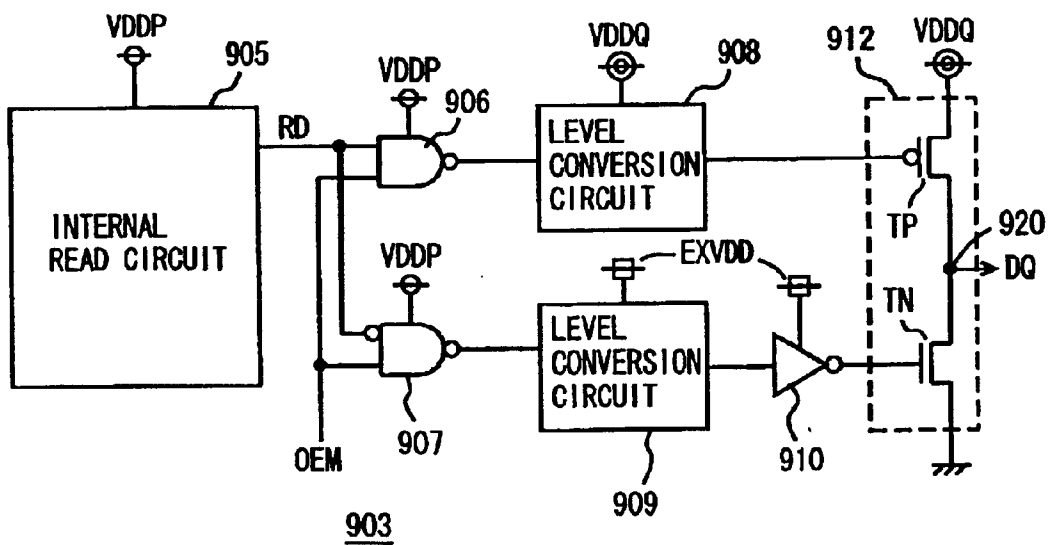 VDDP
905
VDDP
906
VDDQ
908
912
VDDQ
RD
LEVEL
CONVERSION
CIRCUIT
TP
INTERNAL
READ CIRCUIT
VDDP
EXVDD
920
DQ
TN
LEVEL
CONVERSION
CIRCUIT
907
OEM
909
910
903